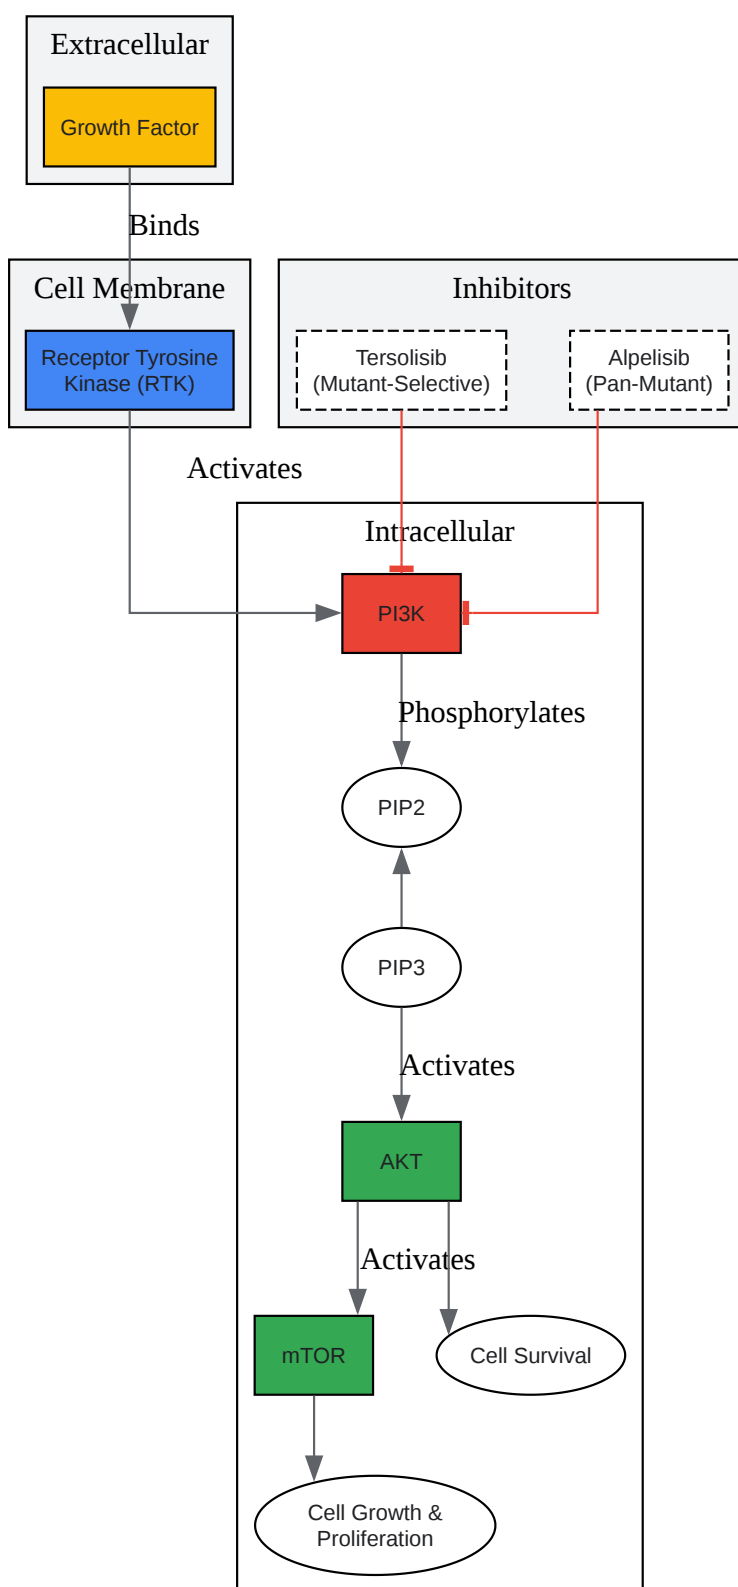 Extracellular
Growth Factor
Binds
Cell Membrane
Receptor Tyrosine
Kinase (RTK)
Inhibitors
Tersolisib
(Mutant-Selective)
Alpelisib
(Pan-Mutant)
Activates
Intracellular
PI3K
Phosphorylates
PIP2
PIP3
Activates
AKT
Activates
mTOR
Cell Survival
Cell Growth &
Proliferation